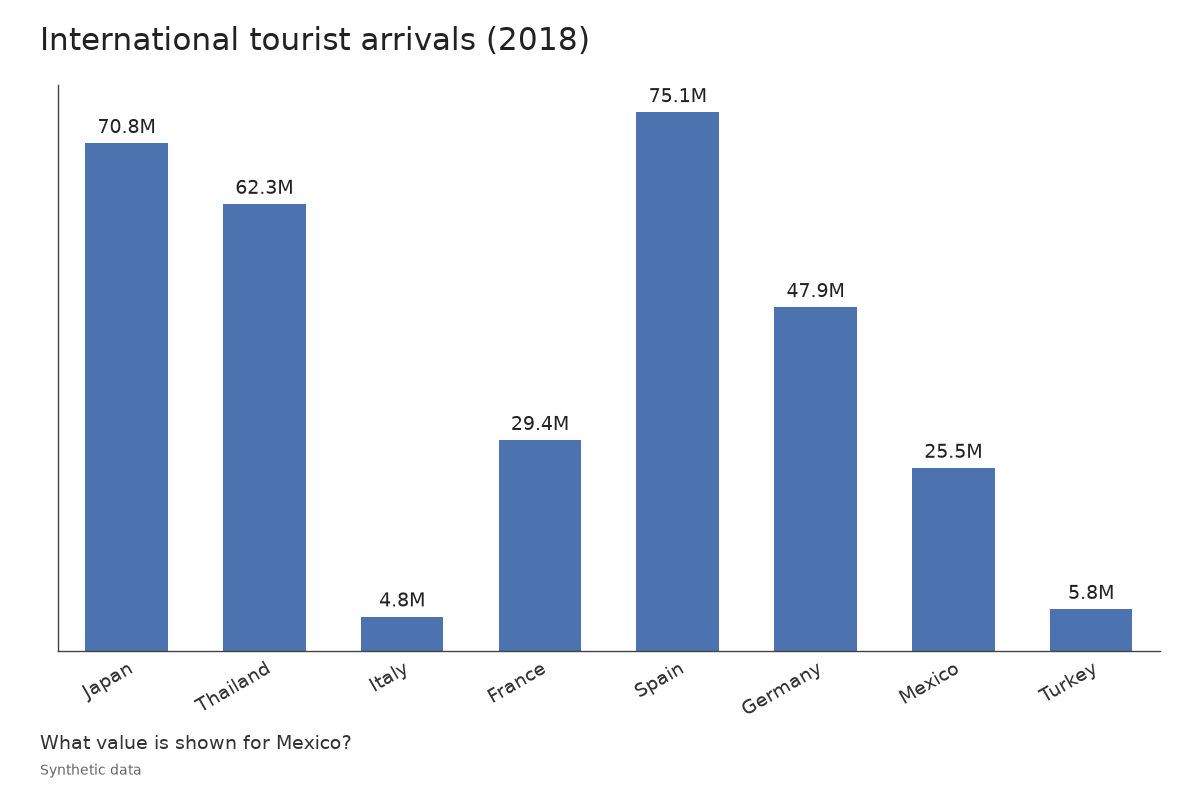 International tourist arrivals (2018)
75.1M
70.8M
62.3M
47.9M
29.4M
25.5M
4.8M
5.8M
Japan
Thailand
Italy
France
Spain
Germany
Mexico
Turkey
What value is shown for Mexico?
Synthetic data